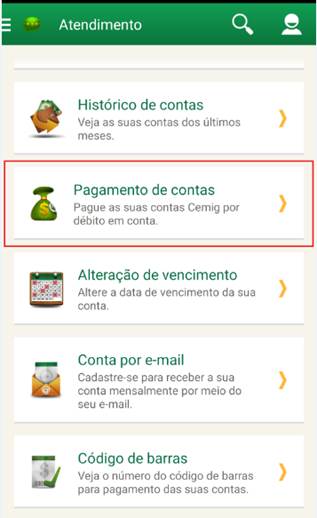 Atendimento
Histórico de contas
Veja as suas contas dos últimos
meses.
Pagamento de contas
Pague as suas contas Cemig por
débito em conta.
Alteração de vencimento
Altere a data de vencimento da sua
conta.
Conta por e-mail
Cadastre-se para receber a sua
conta mensalmente por meio do
seu e-mail.
Código de barras
Veja o número do código de barras
para pagamento das suas contas.